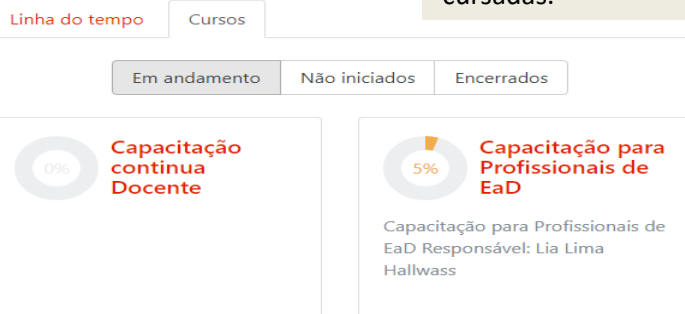 cursadas.
Linha do tempo
Cursos
Em andamento
Não iniciados
Encerrados
0%
Capacitação
continua
Docente
5%
Capacitação para
Profissionais de
EaD
Capacitação para Profissionais de
EaD Responsável: Lia Lima
Hallwass